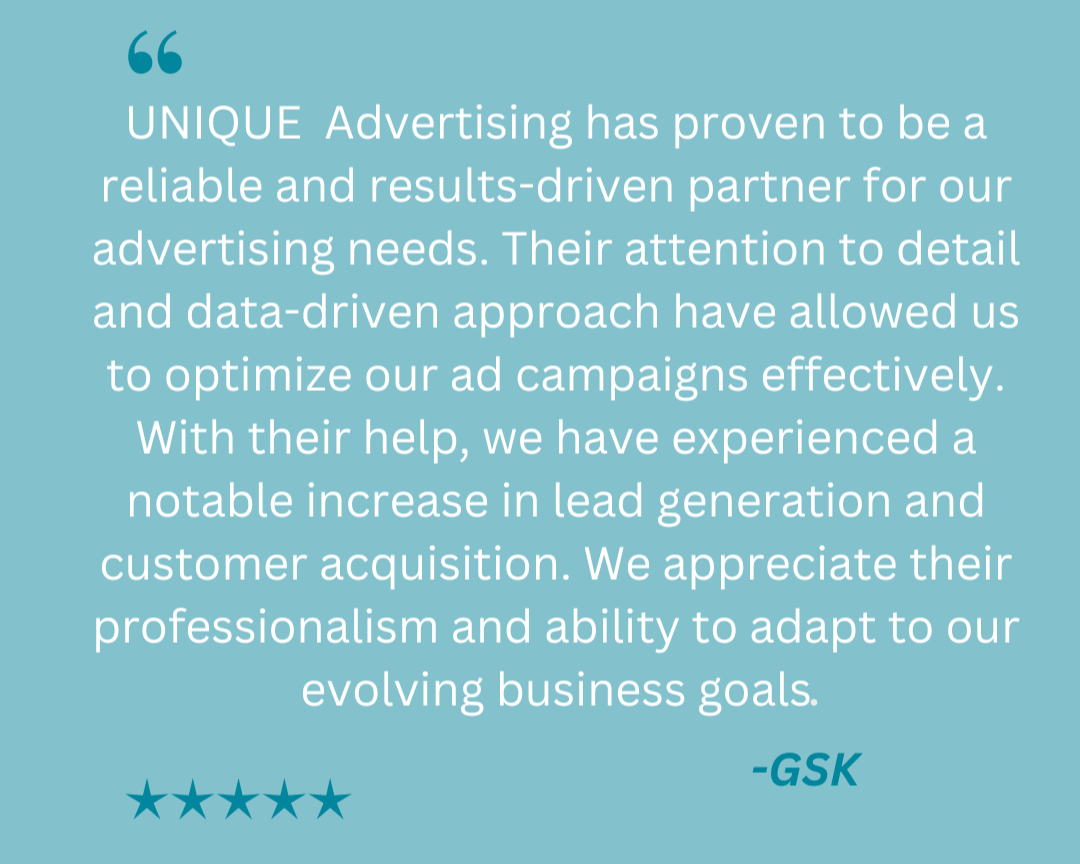 “
UNIQUE  Advertising has proven to be a
reliable and results-driven partner for our
advertising needs. Their attention to detail
and data-driven approach have allowed us
to optimize our ad campaigns effectively.
With their help, we have experienced a
notable increase in lead generation and
customer acquisition. We appreciate their
professionalism and ability to adapt to our
evolving business goals.
-GSK
★★★★★